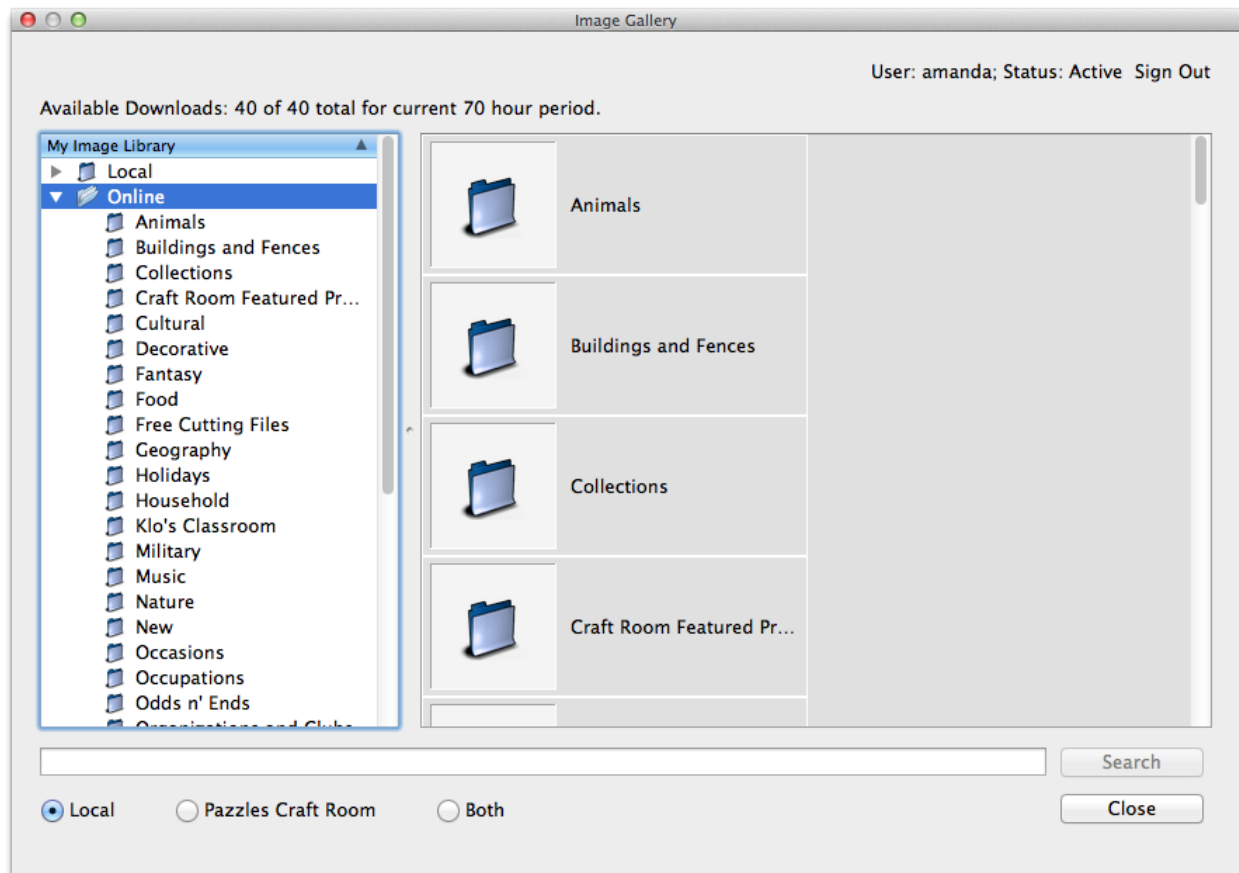 Image Gallery
User: amanda; Status: Active Sign Out
Available Downloads: 40 of 40 total for current 70 hour period.
My Image Library
Local
Online
Animals
Buildings and Fences
Collections
Craft Room Featured Pr...
Cultural
Decorative
Fantasy
Food
Free Cutting Files
Geography
Holidays
Household
Klo's Classroom
Military
Music
Nature
New
Occasions
Occupations
Odds n' Ends
Organizations and Clubs
Animals
Buildings and Fences
Collections
Craft Room Featured Pr...
Search
Local
Pazzles Craft Room
Both
Close